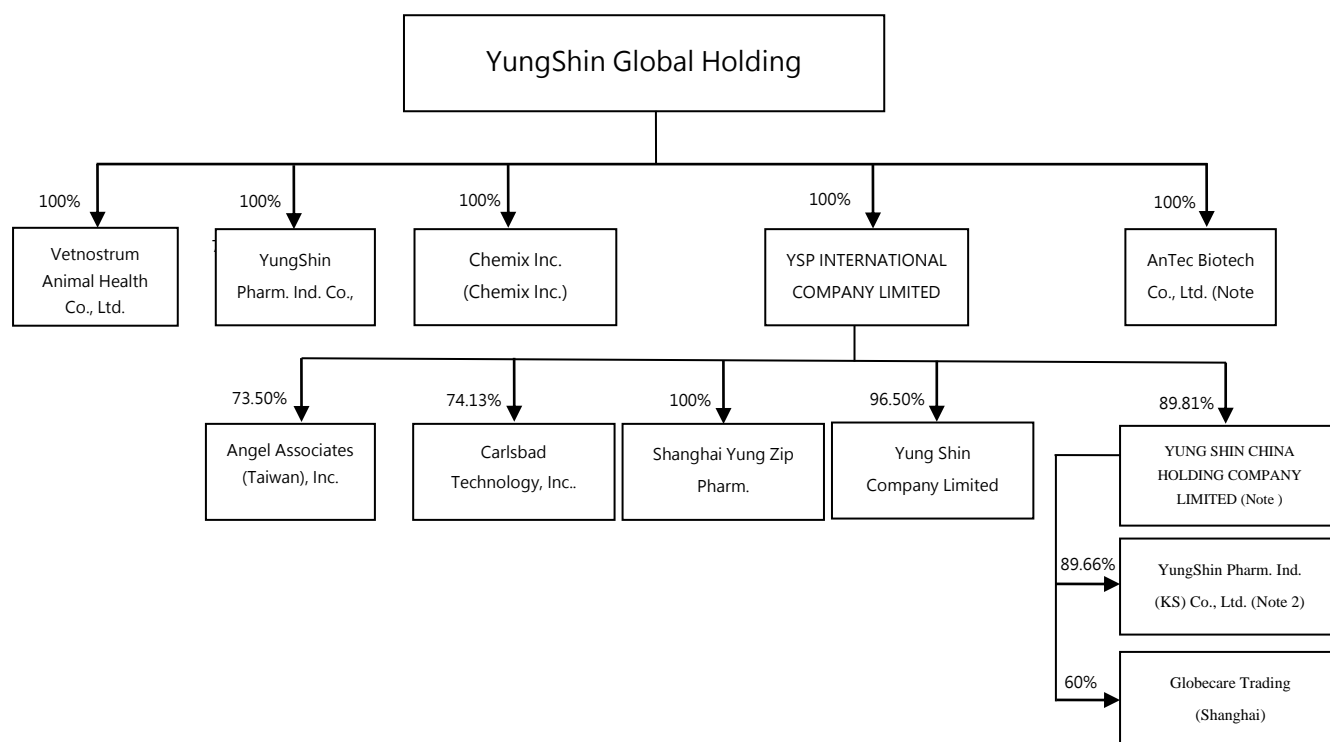 YungShin Global Holding
100%
100%
100%
100%
100%
Vetnostrum
Animal Health
Co., Ltd.
YungShin
Pharm. Ind. Co.,
Chemix Inc.
(Chemix Inc.)
YSP INTERNATIONAL
COMPANY LIMITED
AnTec Biotech
Co., Ltd. (Note
73.50%
74.13%
100%
96.50%
89.81%
Angel Associates
(Taiwan), Inc.
Carlsbad
Technology, Inc..
Shanghai Yung Zip
Pharm.
Yung Shin
Company Limited
YUNG SHIN CHINA
HOLDING COMPANY
LIMITED (Note )
89.66%
YungShin Pharm. Ind.
(KS) Co., Ltd. (Note 2)
60%
Globecare Trading
(Shanghai)